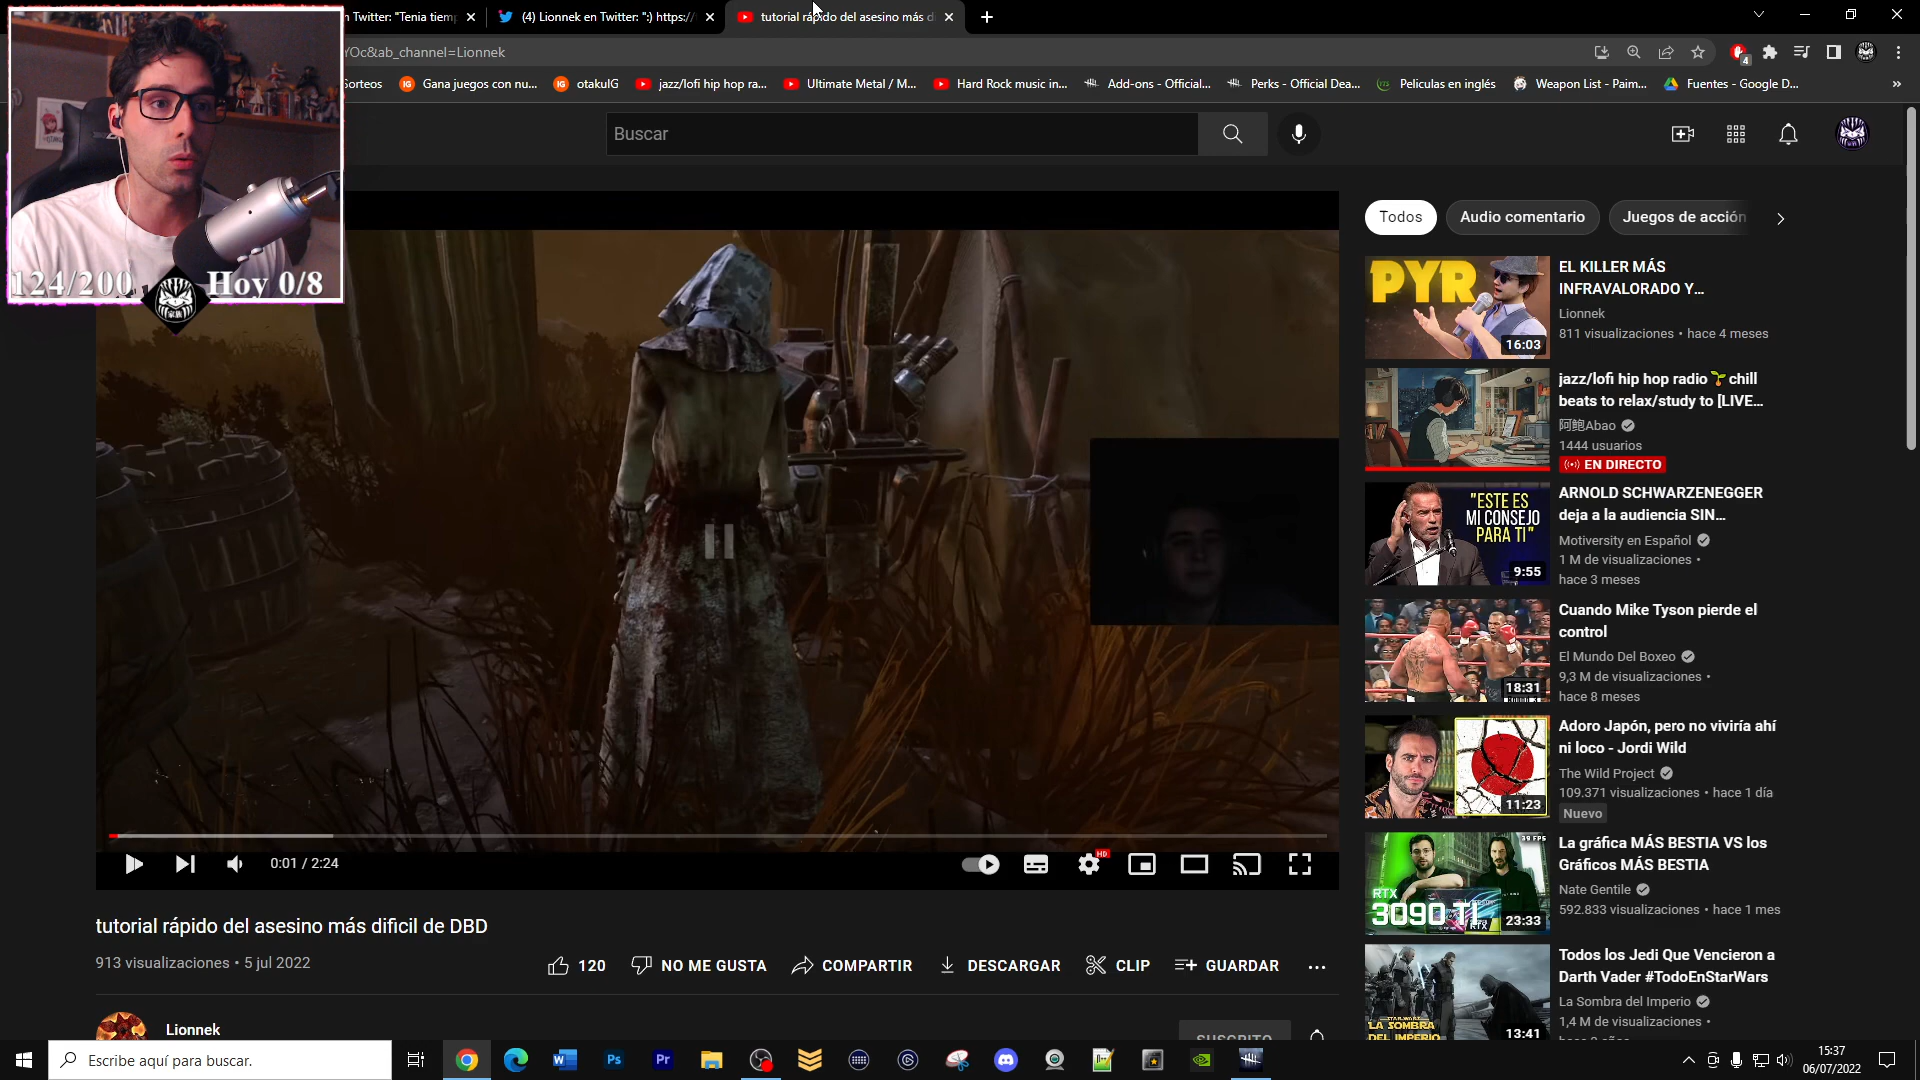 n Twitter: "Tenia tiemp
(4) Lionnek en Twitter: ":) https://
tutorial rápido del asesino más d
YOc&ab_channel=Lionnek
4
Sorteos
Gana juegos con nu...
otakuIG
jazz/lofi hip hop ra...
Ultimate Metal / M...
Hard Rock music in...
Add-ons - Official...
Perks - Official Dea...
Peliculas en inglés
Weapon List - Paim...
Fuentes - Google D...
Buscar
124/200
Hoy 0/8
Todos
Audio comentario
Juegos de acción
PYR
16:03
EL KILLER MÁS
INFRAVALORADO Y...
Lionnek
811 visualizaciones • hace 4 meses
jazz/lofi hip hop radio🌱chill
beats to relax/study to [LIVE...
阿鲍Abao
1444 usuarios
EN DIRECTO
"ESTE ES
MI CONSEJO
PARA TI"
9:55
ARNOLD SCHWARZENEGGER
deja a la audiencia SIN...
Motiversity en Español
1 M de visualizaciones •
hace 3 meses
18:31
Cuando Mike Tyson pierde el
control
El Mundo Del Boxeo
9,3 M de visualizaciones •
hace 8 meses
11:23
Adoro Japón, pero no viviría ahí
ni loco - Jordi Wild
The Wild Project
109.371 visualizaciones • hace 1 día
Nuevo
39 FPS
RTX
3090 TI
RTX
23:33
La gráfica MÁS BESTIA VS los
Gráficos MÁS BESTIA
Nate Gentile
592.833 visualizaciones • hace 1 mes
STAR WARS
LA SOMBRA
DEL IMPERIO
13:41
Todos los Jedi Que Vencieron a
Darth Vader #TodoEnStarWars
La Sombra del Imperio
1,4 M de visualizaciones •
0:01 / 2:24
HD
tutorial rápido del asesino más dificil de DBD
913 visualizaciones • 5 jul 2022
120
NO ME GUSTA
COMPARTIR
DESCARGAR
CLIP
GUARDAR
Lionnek
SUSCRITO
Escribe aquí para buscar.
Ps
Pr
15:37
06/07/2022